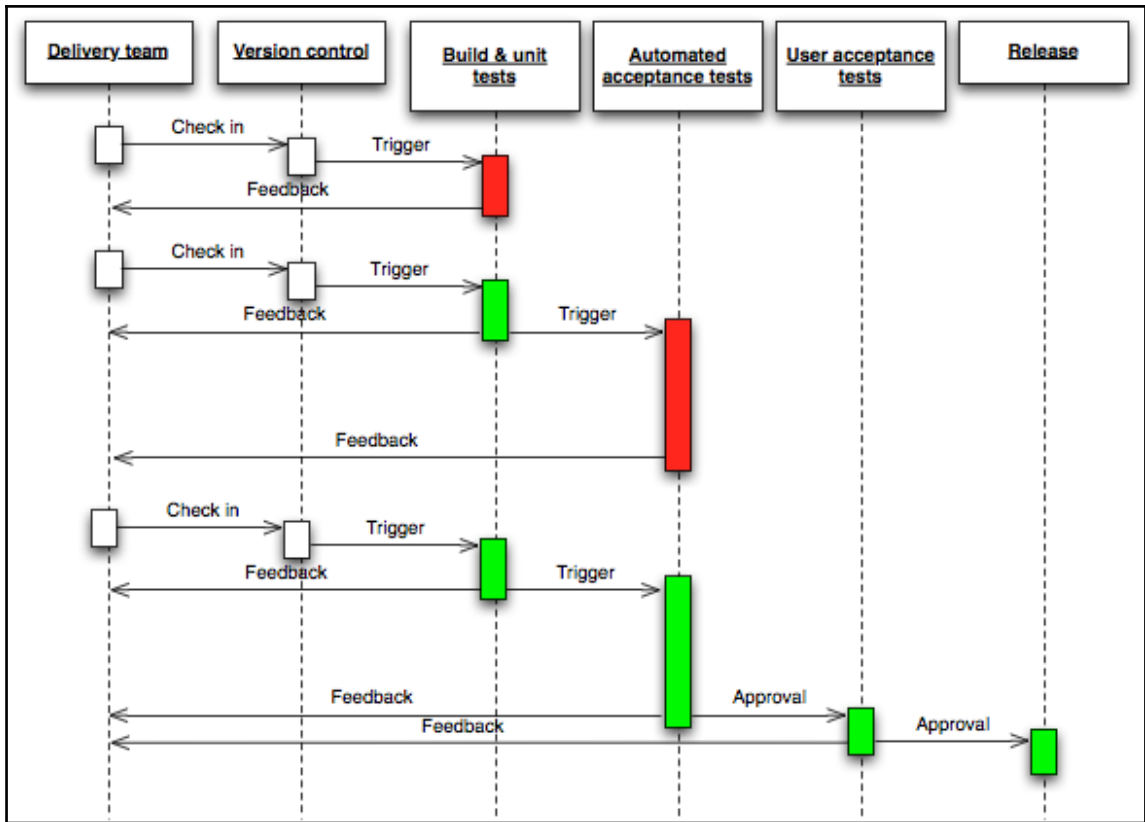 Delivery team
Version control
Build & unit
tests
Automated
acceptance tests
User acceptance
tests
Release
Check in
Trigger
Feedback
Check in
Trigger
Feedback
Trigger
Feedback
Check in
Trigger
Feedback
Trigger
Feedback
Approval
Feedback
Approval